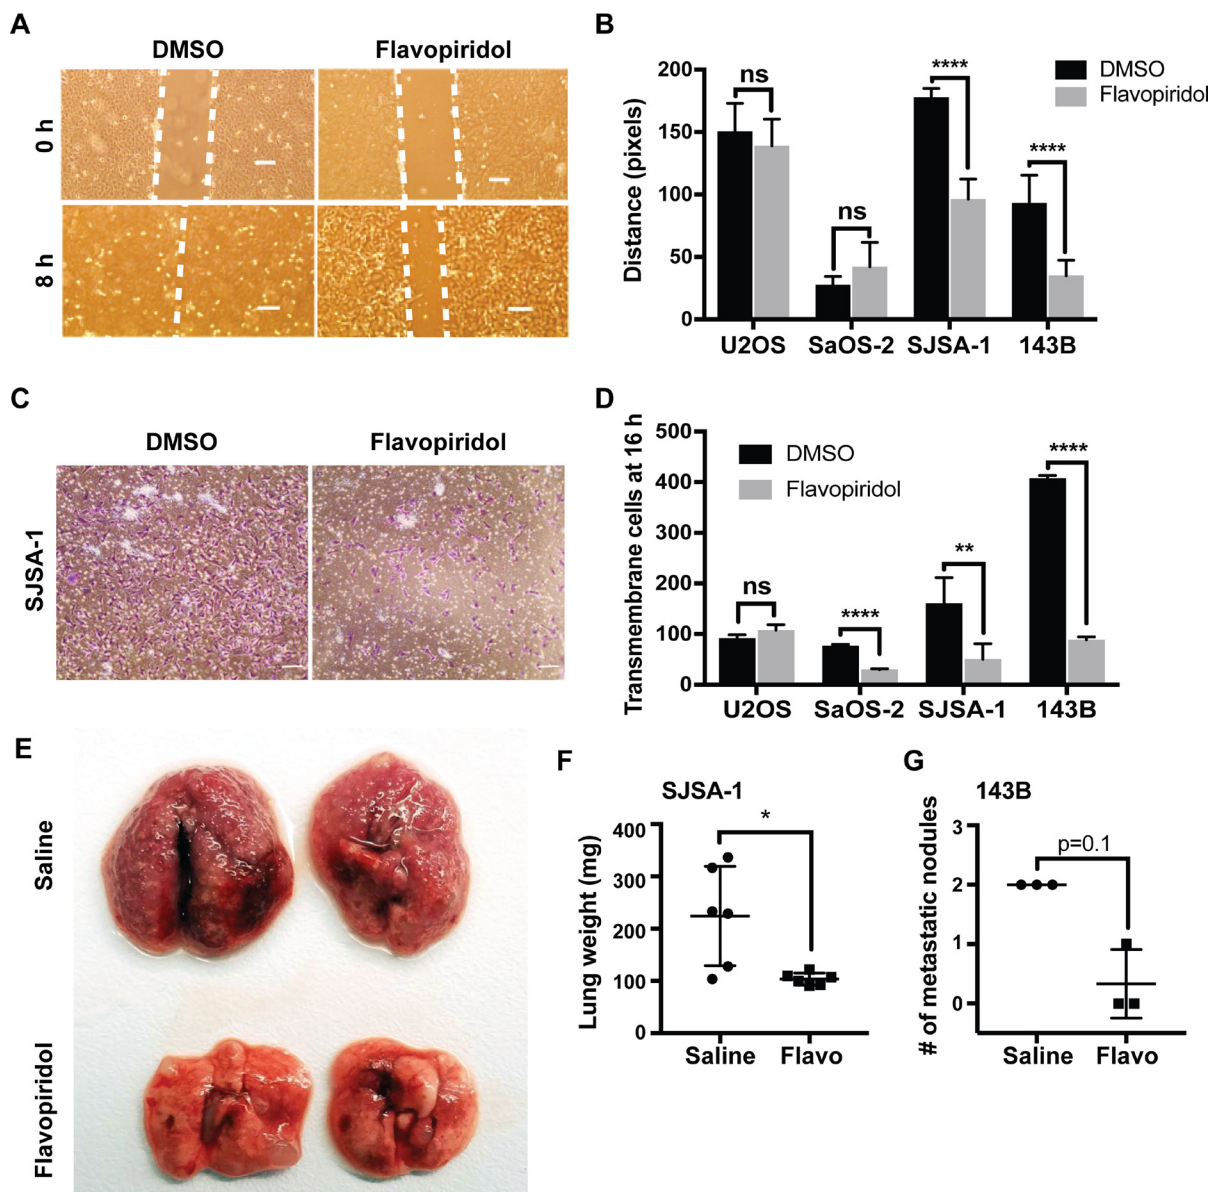 A
DMSO
Flavopiridol
0 h
8 h
B
Distance (pixels)
200
150
100
50
0
ns
ns
****
****
DMSO
Flavopiridol
U2OS
SaOS-2
SJSA-1
143B
C
DMSO
Flavopiridol
SJSA-1
D
Transmembrane cells at 16 h
500
400
300
200
100
0
DMSO
Flavopiridol
ns
****
**
****
U2OS
SaOS-2
SJSA-1
143B
E
Saline
Flavopiridol
F
SJSA-1
Lung weight (mg)
400
300
200
100
0
*
Saline
Flavo
G
143B
# of metastatic nodules
3
2
1
0
p=0.1
Saline
Flavo